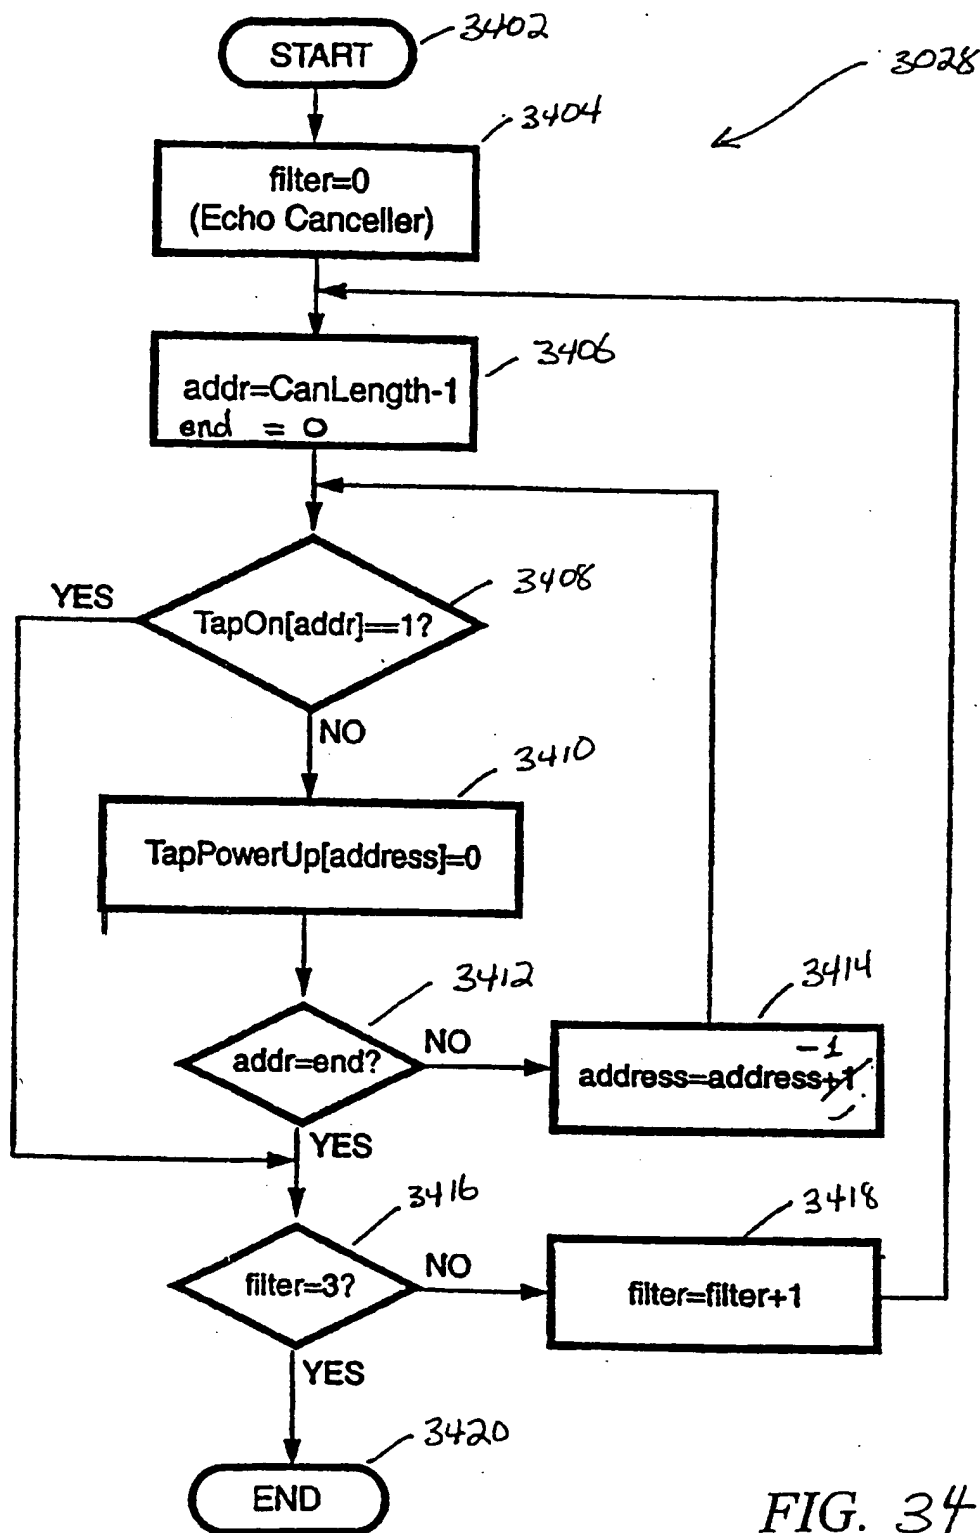 START
3402
3028
3404
filter=0
(Echo Canceller)
3406
addr=CanLength-1
end = 0
3408
YES
TapOn[addr]==1?
NO
3410
TapPowerUp[address]=0
3412
3414
addr=end?
NO
-1
address=address+1
YES
3416
3418
filter=3?
NO
filter=filter+1
YES
3420
END
FIG. 34